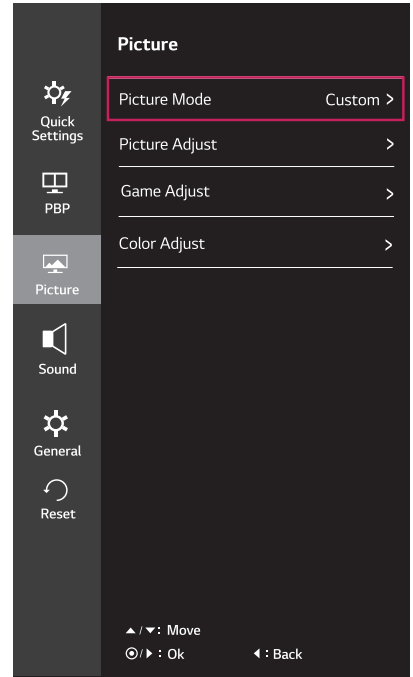 Picture
Quick
Settings
PBP
Picture
Sound
General
Reset
Picture Mode Custom >
Picture Adjust >
Game Adjust >
Color Adjust >
▲/▼: Move
◉/▶ : Ok ◀ : Back